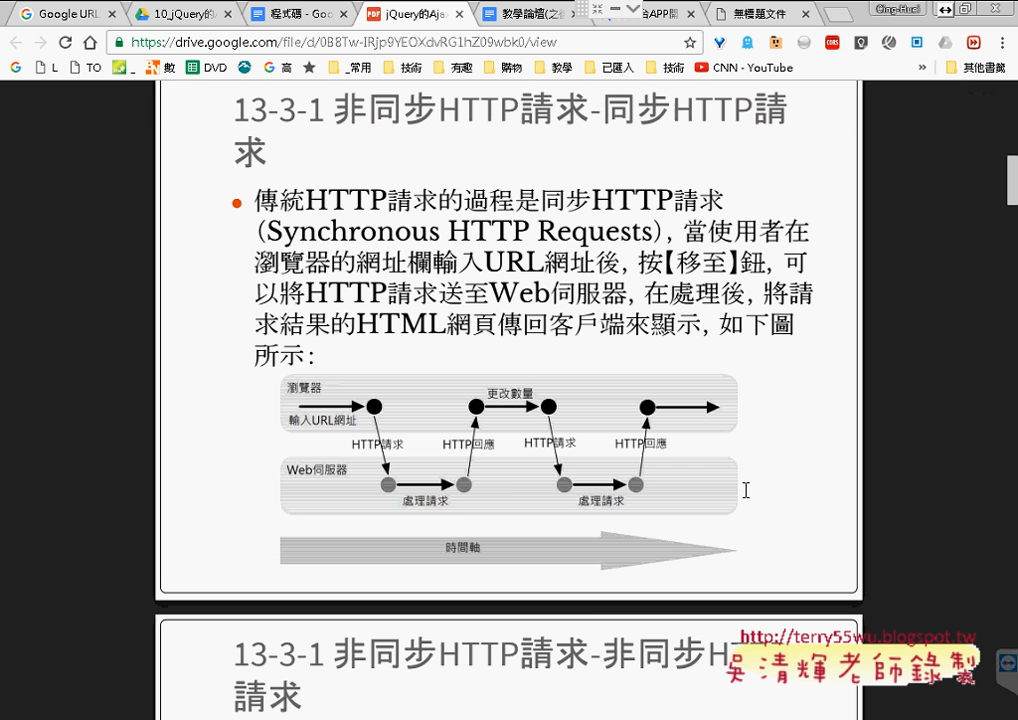 Google URL
10_jQuery的
程式碼 - Goo
jQuery的Aja
教學論壇(之
給APP開
無標題文件
Qing-Huei
https://drive.google.com/file/d/0B8Tw-IRjp9YEOXdvRG1hZ09wbk0/view
L
TO
數
DVD
高
_常用
技術
有趣
購物
教學
已匯入
技術
CNN - YouTube
»
其他書籤
13-3-1 非同步HTTP請求-同步HTTP請
求
• 傳統HTTP請求的過程是同步HTTP請求
(Synchronous HTTP Requests), 當使用者在
瀏覽器的網址欄輸入URL網址後, 按【移至】鈕, 可
以將HTTP請求送至Web伺服器, 在處理後, 將請
求結果的HTML網頁傳回客戶端來顯示, 如下圖
所示:
瀏覽器
更改數量
輸入URL網址
HTTP請求
HTTP回應
HTTP請求
HTTP回應
Web伺服器
處理請求
處理請求
時間軸
13-3-1 非同步HTTP請求-非同步H
請求
http://terry55wu.blogspot.tw
吳清輝老師錄製